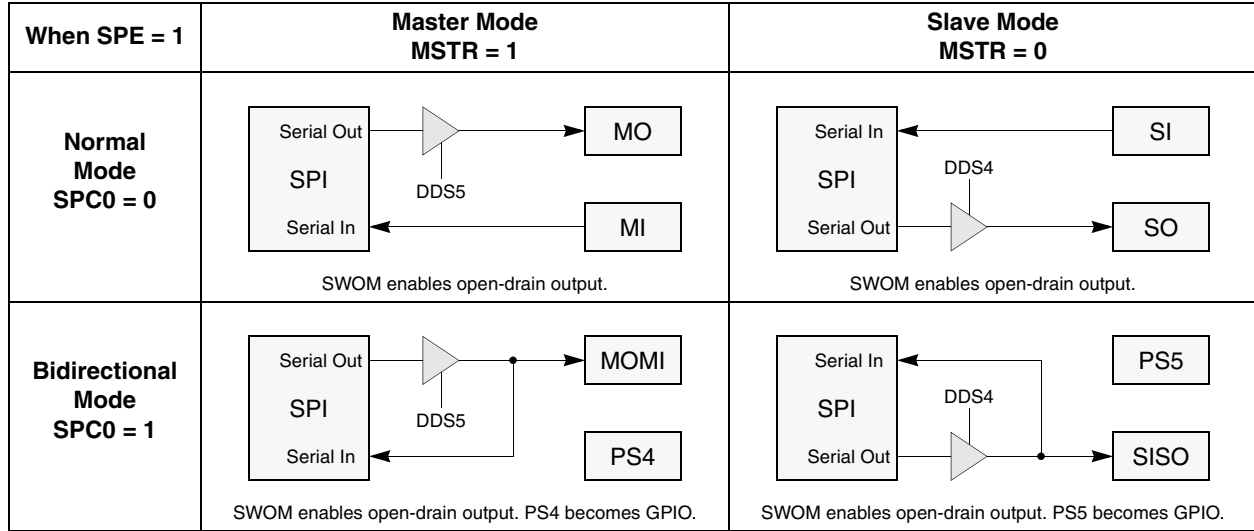 When SPE = 1
Master Mode
MSTR = 1
Slave Mode
MSTR = 0
Normal
Mode
SPC0 = 0
Serial Out
SPI
Serial In
DDS5
MO
MI
SWOM enables open-drain output.
Serial In
SPI
Serial Out
DDS4
SI
SO
SWOM enables open-drain output.
Bidirectional
Mode
SPC0 = 1
Serial Out
SPI
Serial In
DDS5
MOMI
PS4
SWOM enables open-drain output. PS4 becomes GPIO.
Serial In
SPI
Serial Out
DDS4
PS5
SISO
SWOM enables open-drain output. PS5 becomes GPIO.